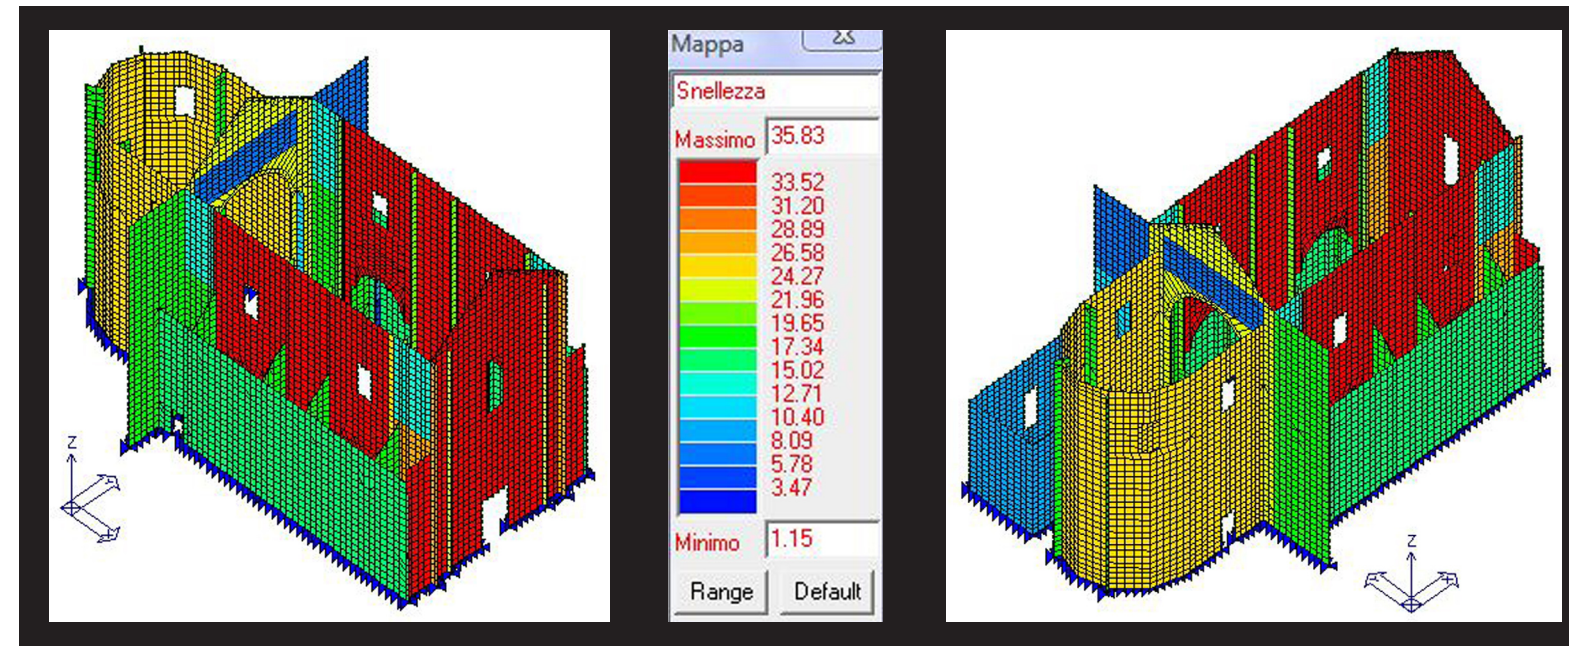 Mappa
Snellezza
Massimo 35.83
33.52
31.20
28.89
26.58
24.27
21.96
19.65
17.34
15.02
12.71
10.40
8.09
5.78
3.47
Minimo 1.15
Range Default
Z
Z